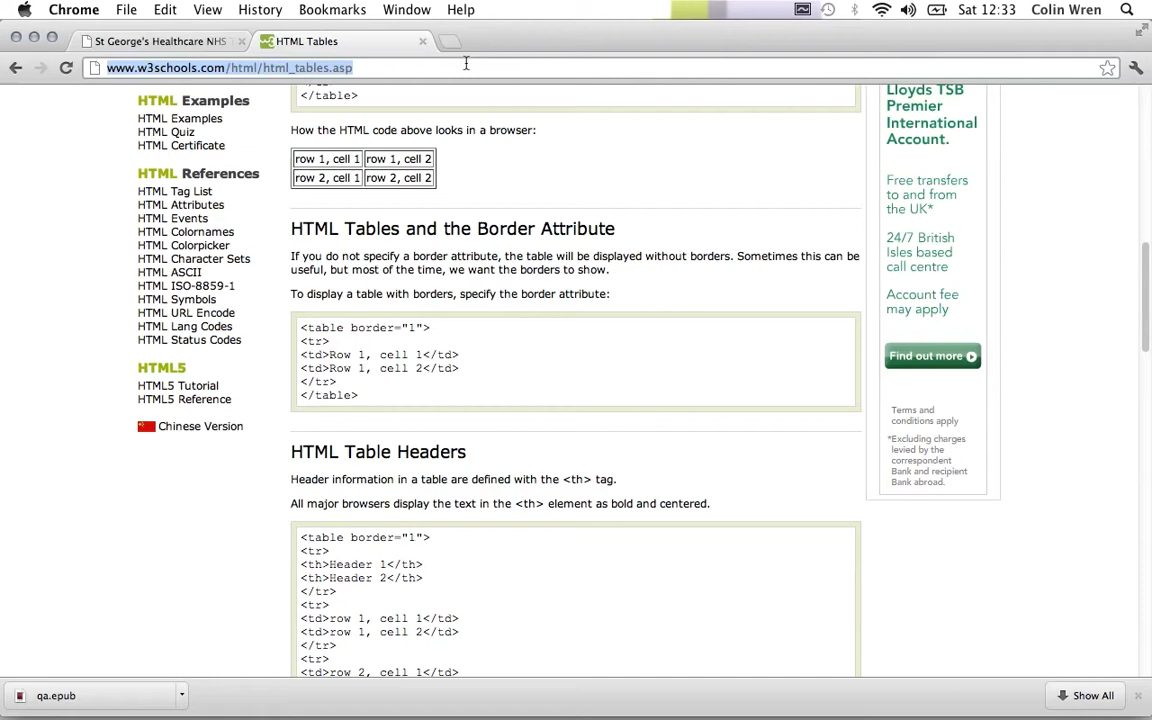 Chrome File Edit View History Bookmarks Window Help Sat 12:33 Colin Wren
St George's Healthcare NHS
HTML Tables
www.w3schools.com/html/html_tables.asp
HTML Examples
HTML Examples
HTML Quiz
HTML Certificate
HTML References
HTML Tag List
HTML Attributes
HTML Events
HTML Colornames
HTML Colorpicker
HTML Character Sets
HTML ASCII
HTML ISO-8859-1
HTML Symbols
HTML URL Encode
HTML Lang Codes
HTML Status Codes
HTML5
HTML5 Tutorial
HTML5 Reference
Chinese Version
</table>
How the HTML code above looks in a browser:
row 1, cell 1 row 1, cell 2
row 2, cell 1 row 2, cell 2
HTML Tables and the Border Attribute
If you do not specify a border attribute, the table will be displayed without borders. Sometimes this can be
useful, but most of the time, we want the borders to show.
To display a table with borders, specify the border attribute:
<table border="1">
<tr>
<td>Row 1, cell 1</td>
<td>Row 1, cell 2</td>
</tr>
</table>
HTML Table Headers
Header information in a table are defined with the <th> tag.
All major browsers display the text in the <th> element as bold and centered.
<table border="1">
<tr>
<th>Header 1</th>
<th>Header 2</th>
</tr>
<tr>
<td>row 1, cell 1</td>
<td>row 1, cell 2</td>
</tr>
<tr>
<td>row 2, cell 1</td>
Lloyds TSB
Premier
International
Account.
Free transfers
to and from
the UK*
24/7 British
Isles based
call centre
Account fee
may apply
Find out more
Terms and
conditions apply
*Excluding charges
levied by the
correspondent
Bank and recipient
Bank abroad.
qa.epub
Show All